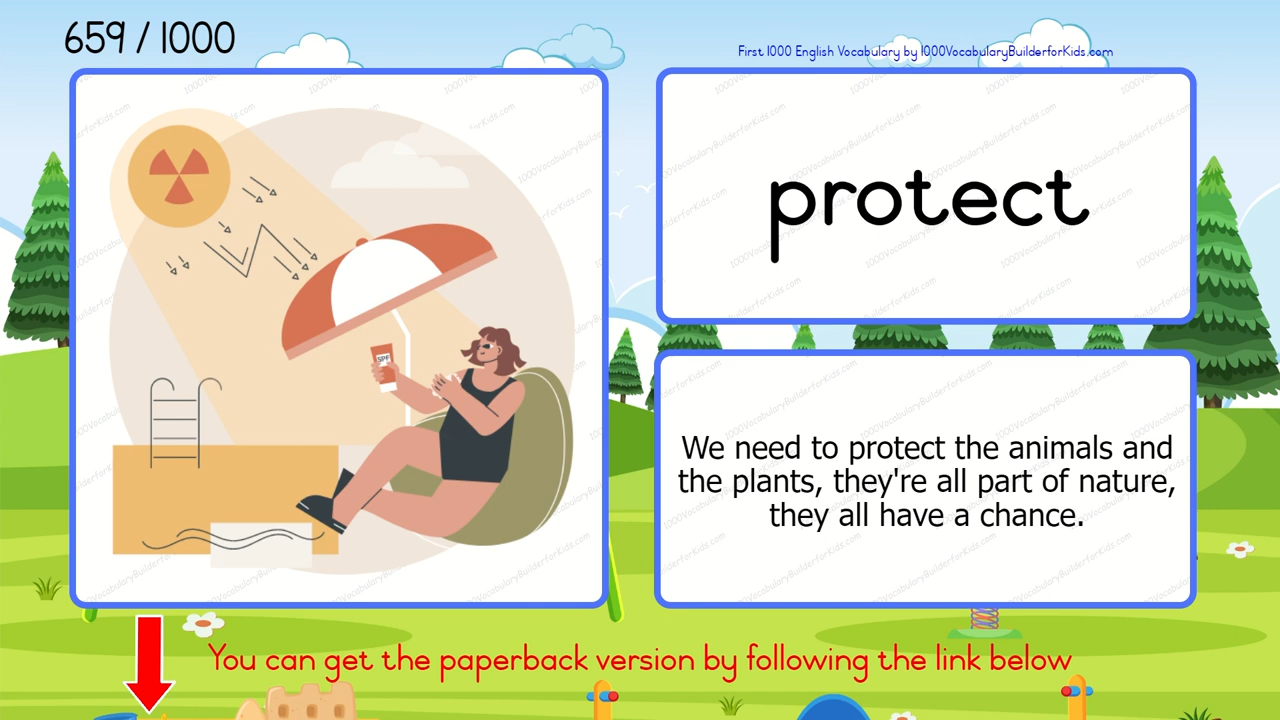 659 / 1000
First 1000 English Vocabulary by 1000VocabularyBuilderforKids.com
SPF
protect
We need to protect the animals and
the plants, they're all part of nature,
they all have a chance.
You can get the paperback version by following the link below